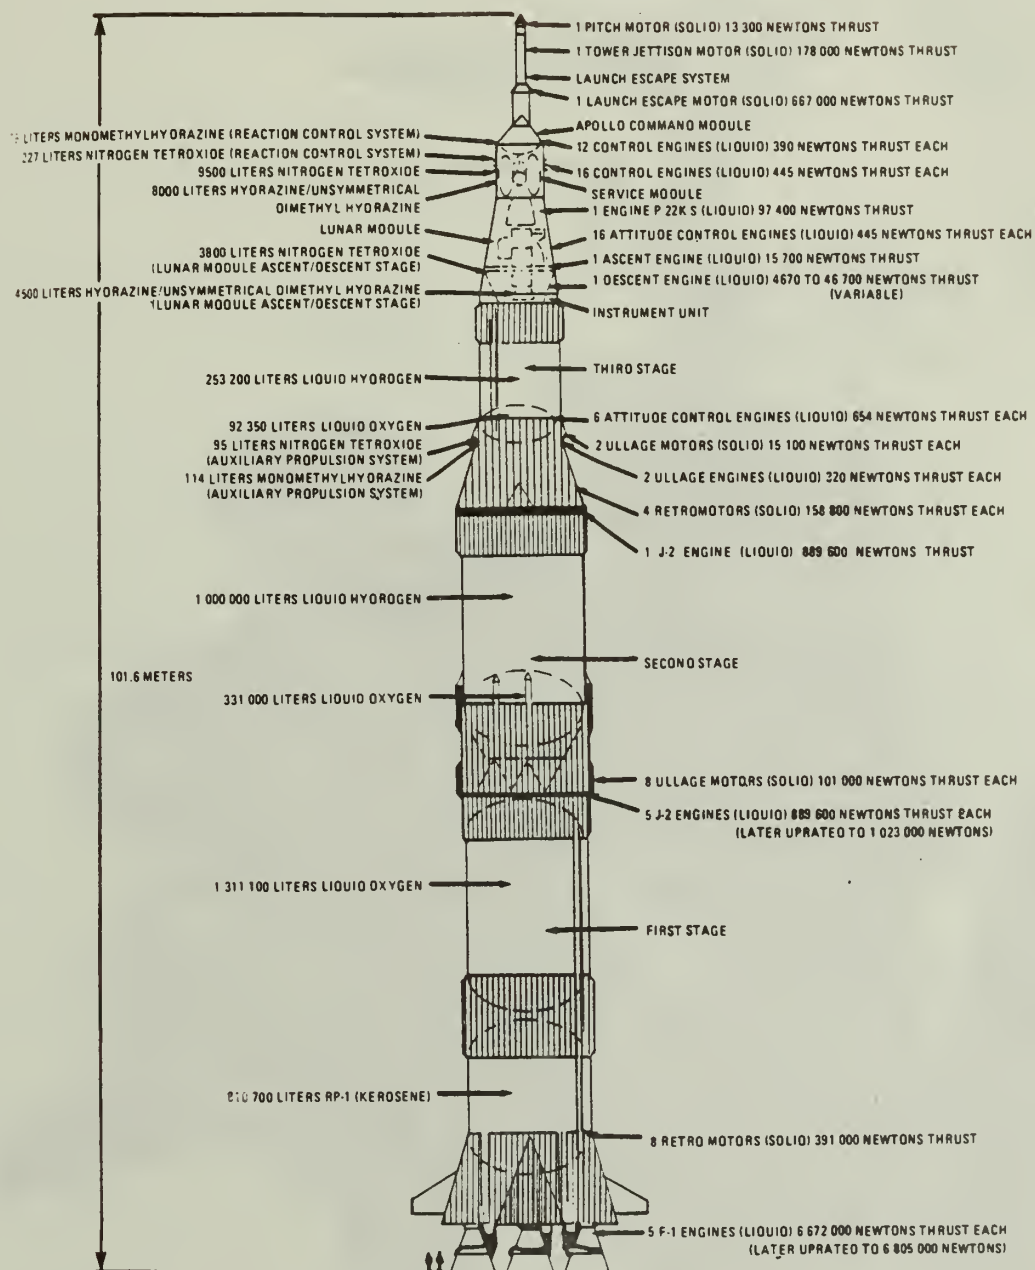 1 PITCH MOTOR (SOLID) 13 300 NEWTONS THRUST
1 TOWER JETTISON MOTOR (SOLID) 178 000 NEWTONS THRUST
LAUNCH ESCAPE SYSTEM
1 LAUNCH ESCAPE MOTOR (SOLID) 667 000 NEWTONS THRUST
APOLLO COMMAND MODULE
LITERS MONOMETHYLHYDRAZINE (REACTION CONTROL SYSTEM)
12 CONTROL ENGINES (LIQUID) 390 NEWTONS THRUST EACH
227 LITERS NITROGEN TETROXIDE (REACTION CONTROL SYSTEM)
9500 LITERS NITROGEN TETROXIDE
16 CONTROL ENGINES (LIQUID) 445 NEWTONS THRUST EACH
8000 LITERS HYDRAZINE/UNSYMMETRICAL
DIMETHYL HYDRAZINE
SERVICE MODULE
1 ENGINE P 22K S (LIQUID) 97 400 NEWTONS THRUST
LUNAR MODULE
16 ATTITUDE CONTROL ENGINES (LIQUID) 445 NEWTONS THRUST EACH
3800 LITERS NITROGEN TETROXIDE
(LUNAR MODULE ASCENT/DESCENT STAGE)
1 ASCENT ENGINE (LIQUID) 15 700 NEWTONS THRUST
1 DESCENT ENGINE (LIQUID) 4670 TO 46 700 NEWTONS THRUST
(VARIABLE)
4500 LITERS HYDRAZINE/UNSYMMETRICAL DIMETHYL HYDRAZINE
(LUNAR MODULE ASCENT/DESCENT STAGE)
INSTRUMENT UNIT
THIRD STAGE
253 200 LITERS LIQUID HYDROGEN
6 ATTITUDE CONTROL ENGINES (LIQUID) 654 NEWTONS THRUST EACH
92 350 LITERS LIQUID OXYGEN
95 LITERS NITROGEN TETROXIDE
(AUXILIARY PROPULSION SYSTEM)
2 ULLAGE MOTORS (SOLID) 15 100 NEWTONS THRUST EACH
114 LITERS MONOMETHYLHYDRAZINE
(AUXILIARY PROPULSION SYSTEM)
2 ULLAGE ENGINES (LIQUID) 320 NEWTONS THRUST EACH
4 RETROMOTORS (SOLID) 158 800 NEWTONS THRUST EACH
1 J-2 ENGINE (LIQUID) 889 600 NEWTONS THRUST
1 000 000 LITERS LIQUID HYDROGEN
SECOND STAGE
101.6 METERS
331 000 LITERS LIQUID OXYGEN
8 ULLAGE MOTORS (SOLID) 101 000 NEWTONS THRUST EACH
5 J-2 ENGINES (LIQUID) 889 600 NEWTONS THRUST EACH
(LATER UPRATED TO 1 023 000 NEWTONS)
1 311 100 LITERS LIQUID OXYGEN
FIRST STAGE
700 LITERS RP-1 (KEROSENE)
8 RETRO MOTORS (SOLID) 391 000 NEWTONS THRUST
5 F-1 ENGINES (LIQUID) 6 672 000 NEWTONS THRUST EACH
(LATER UPRATED TO 6 805 000 NEWTONS)